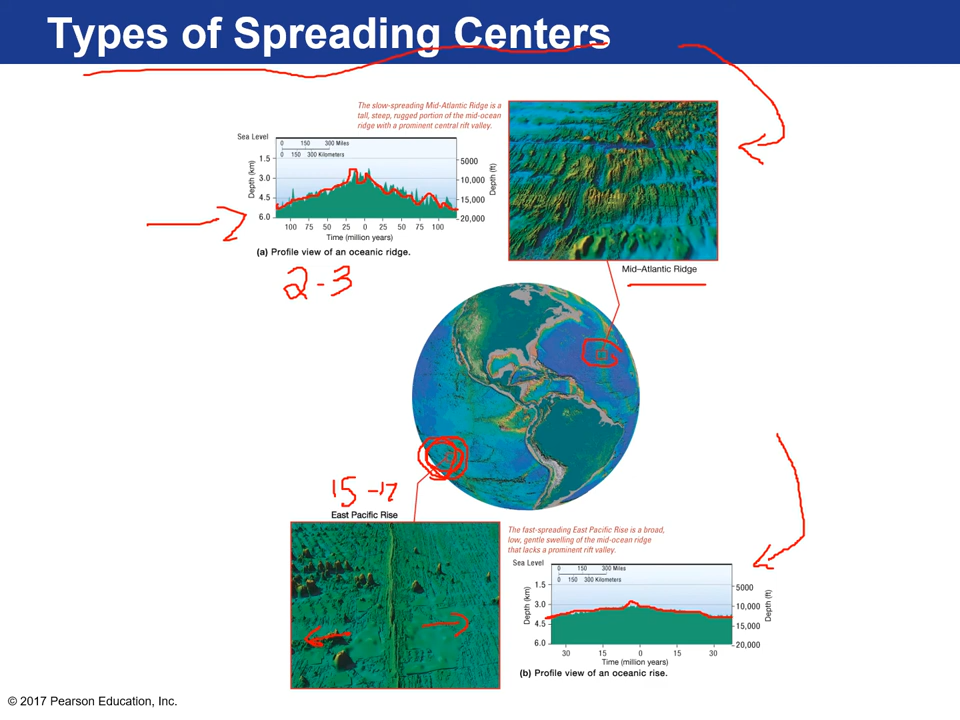 Types of Spreading Centers
The slow-spreading Mid-Atlantic Ridge is a
tall, steep, rugged portion of the mid-ocean
ridge with a prominent central rift valley.
Sea Level
0 150 300 Miles
0 150 300 Kilometers
1.5
3.0
4.5
6.0
Depth (km)
5000
10,000
15,000
20,000
Depth (ft)
100 75 50 25 0 25 50 75 100
Time (million years)
(a) Profile view of an oceanic ridge.
Mid–Atlantic Ridge
2-3
15-17
East Pacific Rise
The fast-spreading East Pacific Rise is a broad,
low, gentle swelling of the mid-ocean ridge
that lacks a prominent rift valley.
Sea Level
0 150 300 Miles
0 150 300 Kilometers
1.5
3.0
4.5
6.0
Depth (km)
5000
10,000
15,000
20,000
Depth (ft)
30 15 0 15 30
Time (million years)
(b) Profile view of an oceanic rise.
© 2017 Pearson Education, Inc.